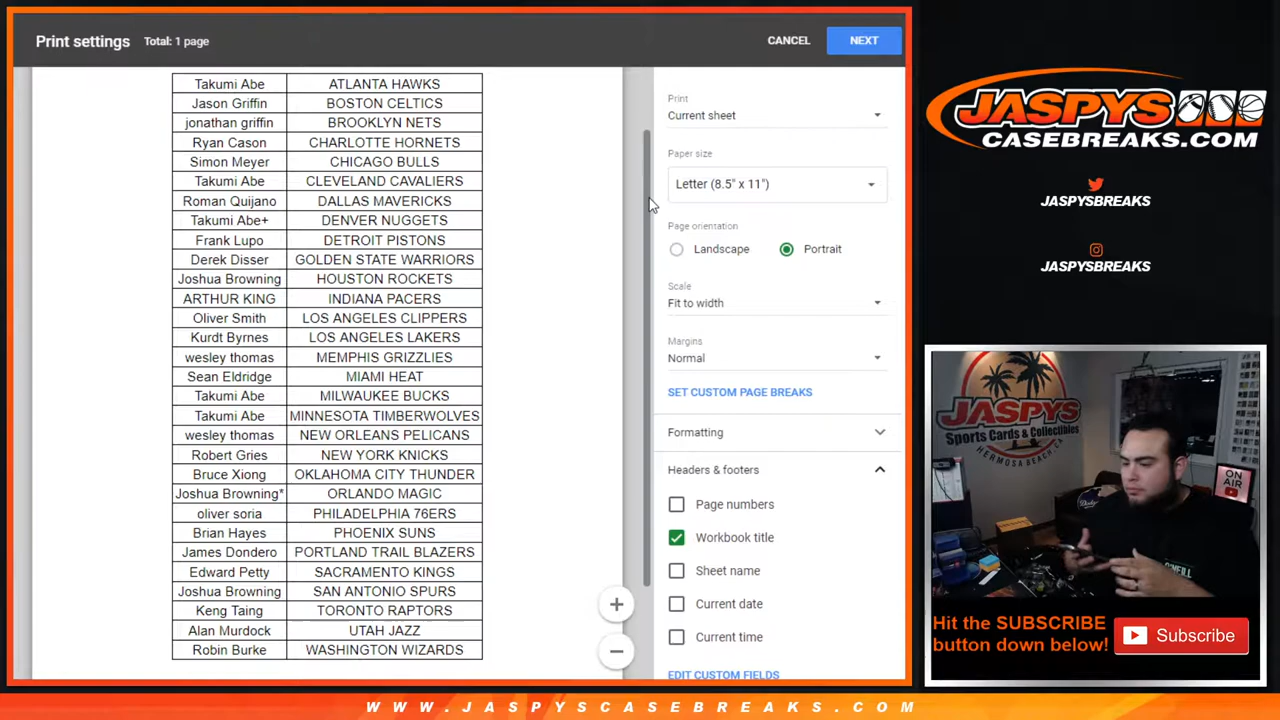 Print settings Total: 1 page CANCEL NEXT
Takumi Abe ATLANTA HAWKS
Jason Griffin BOSTON CELTICS
jonathan griffin BROOKLYN NETS
Ryan Cason CHARLOTTE HORNETS
Simon Meyer CHICAGO BULLS
Takumi Abe CLEVELAND CAVALIERS
Roman Quijano DALLAS MAVERICKS
Takumi Abe+ DENVER NUGGETS
Frank Lupo DETROIT PISTONS
Derek Disser GOLDEN STATE WARRIORS
Joshua Browning HOUSTON ROCKETS
ARTHUR KING INDIANA PACERS
Oliver Smith LOS ANGELES CLIPPERS
Kurdt Byrnes LOS ANGELES LAKERS
wesley thomas MEMPHIS GRIZZLIES
Sean Eldridge MIAMI HEAT
Takumi Abe MILWAUKEE BUCKS
Takumi Abe MINNESOTA TIMBERWOLVES
wesley thomas NEW ORLEANS PELICANS
Robert Gries NEW YORK KNICKS
Bruce Xiong OKLAHOMA CITY THUNDER
Joshua Browning* ORLANDO MAGIC
oliver soria PHILADELPHIA 76ERS
Brian Hayes PHOENIX SUNS
James Dondero PORTLAND TRAIL BLAZERS
Edward Petty SACRAMENTO KINGS
Joshua Browning SAN ANTONIO SPURS
Keng Taing TORONTO RAPTORS
Alan Murdock UTAH JAZZ
Robin Burke WASHINGTON WIZARDS
Print
Current sheet
Paper size
Letter (8.5" x 11")
Page orientation
Landscape Portrait
Scale
Fit to width
Margins
Normal
SET CUSTOM PAGE BREAKS
Formatting
Headers & footers
Page numbers
Workbook title
Sheet name
Current date
Current time
EDIT CUSTOM FIELDS
JASPYS
CASEBREAKS.COM
JASPYSBREAKS
JASPYSBREAKS
JASPYS
Sports Cards & Collectibles
HERMOSA BEACH, CA
ON
AIR
O'NEILL
Hit the SUBSCRIBE
button down below!
Subscribe
WWW.JASPYSCASEBREAKS.COM